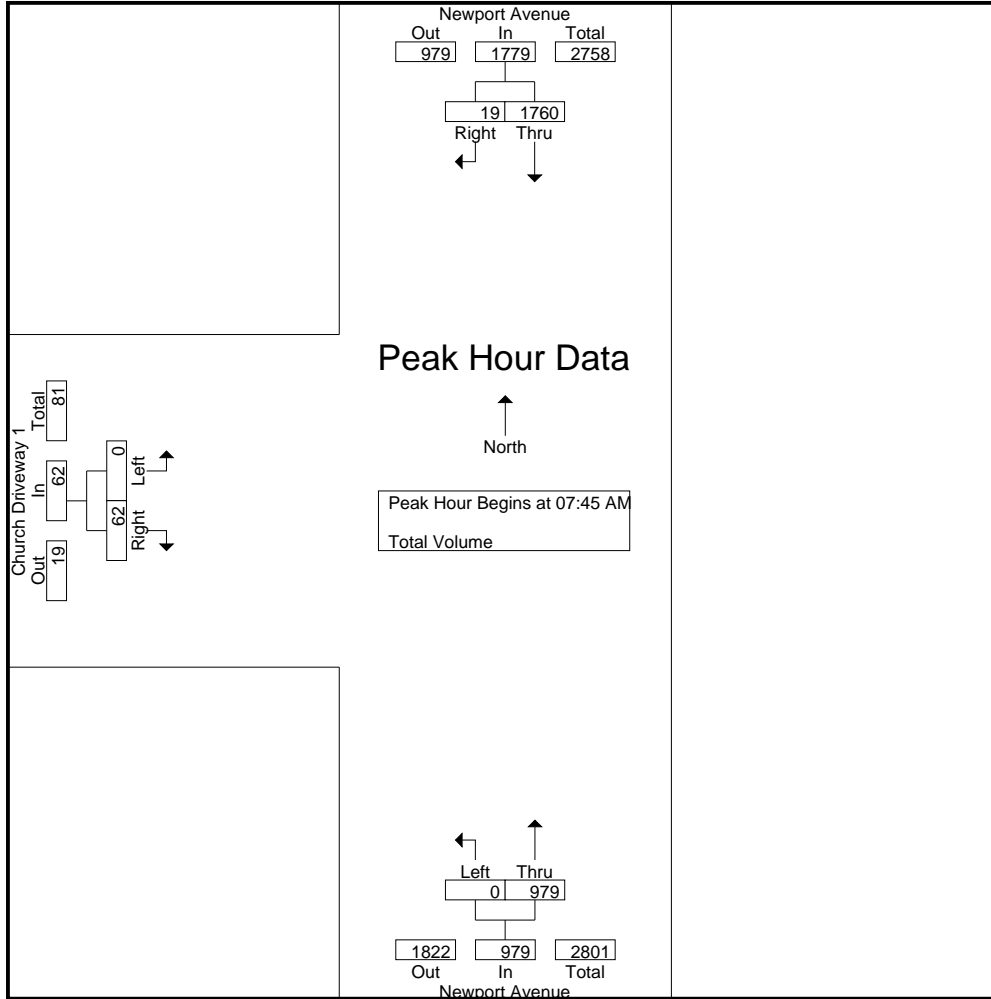 Newport Avenue
Out In Total
979 1779 2758
19 1760
Right Thru
Peak Hour Data
North
Peak Hour Begins at 07:45 AM
Total Volume
Church Driveway 1
Out In Total
19 62 81
62 0
Right Left
Left Thru
0 979
1822 979 2801
Out In Total
Newport Avenue